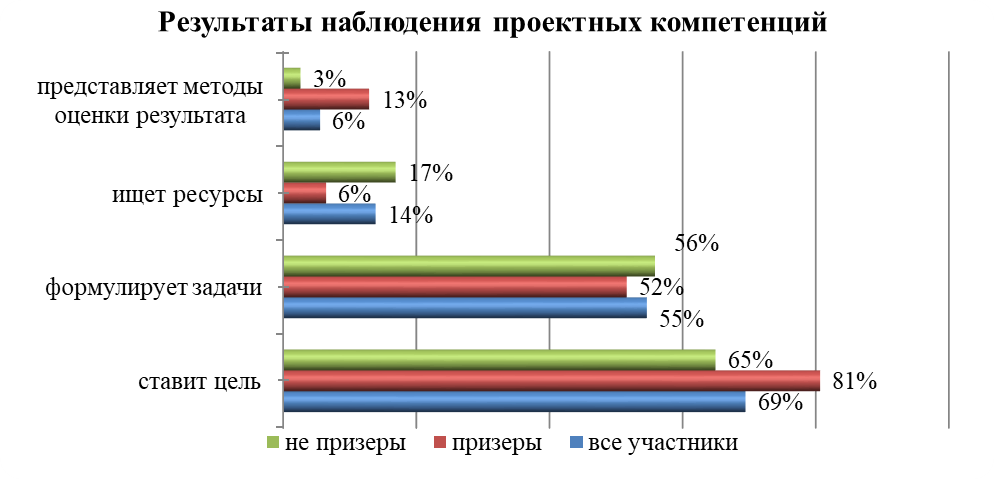 Результаты наблюдения проектных компетенций
представляет методы
оценки результата
3%
13%
6%
ищет ресурсы
17%
6%
14%
формулирует задачи
56%
52%
55%
ставит цель
65%
81%
69%
не призеры призеры все участники